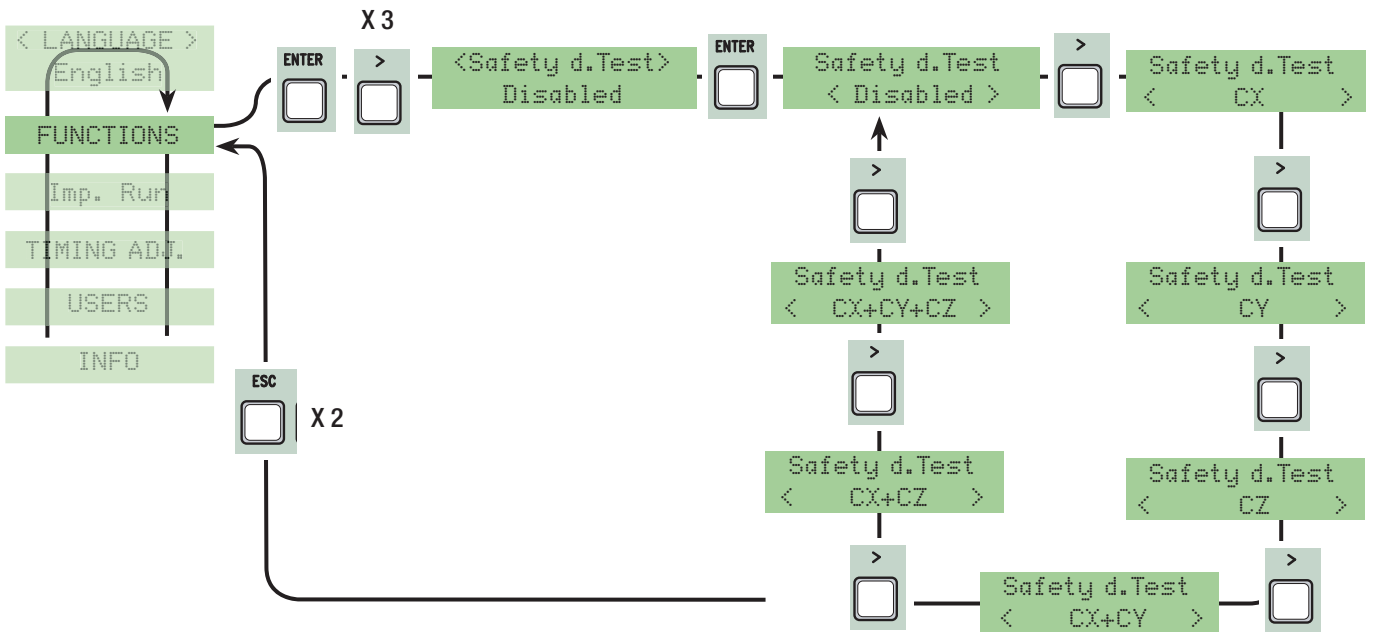 X 3
< LANGUAGE >
English
FUNCTIONS
Imp. Run
TIMING ADJ.
USERS
INFO
ENTER
>
<Safety d.Test>
Disabled
ENTER
Safety d.Test
< Disabled >
>
Safety d.Test
< CX >
>
Safety d.Test
< CY >
>
Safety d.Test
< CZ >
>
Safety d.Test
< CX+CY >
>
Safety d.Test
< CX+CZ >
>
Safety d.Test
< CX+CY+CZ >
>
ESC
X 2